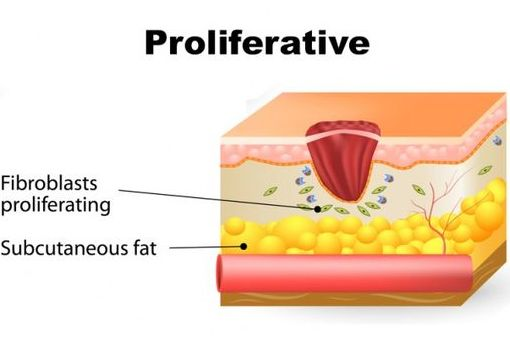 Proliferative
Fibroblasts
proliferating
Subcutaneous fat